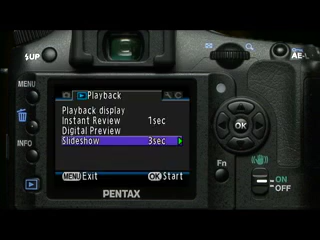 UP
AE-L
MENU
INFO
Playback
Playback display
Instant Review 1sec
Digital Preview
Slideshow 3sec
MENU Exit
OK Start
OK
Fn
ON
OFF
PENTAX